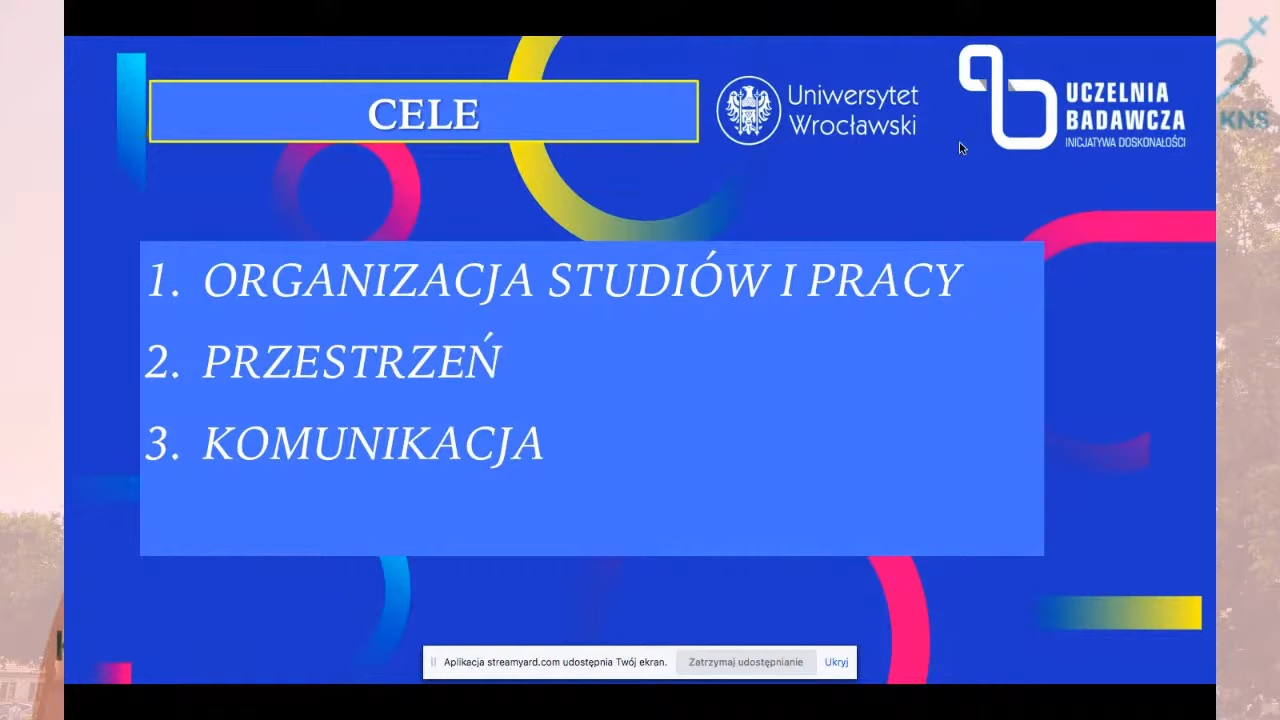 CELE
Uniwersytet
Wrocławski
UCZELNIA
BADAWCZA
INICJATYWA DOSKONAŁOŚCI
KNS
1. ORGANIZACJA STUDIÓW I PRACY
2. PRZESTRZEŃ
3. KOMUNIKACJA
Aplikacja streamyard.com udostępnia Twój ekran. Zatrzymaj udostępnianie Ukryj